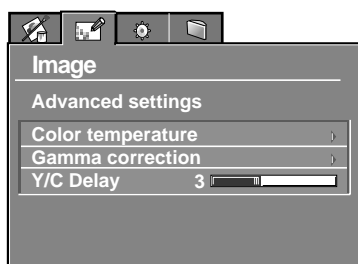 Image
Advanced settings
Color temperature
Gamma correction
Y/C Delay 3